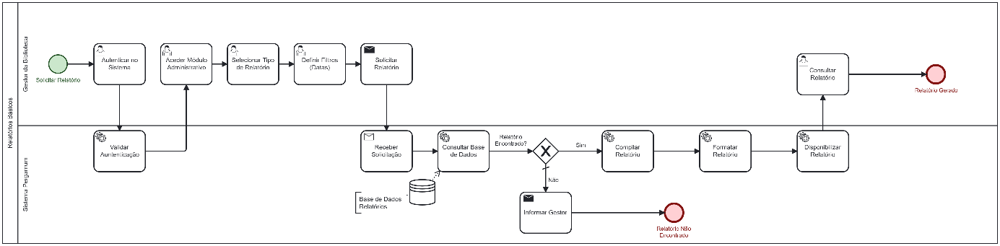 Relatórios Básicos
Gestor da Biblioteca
Solicitar Relatório
Autenticar no
Sistema
Aceder Módulo
Administrativo
Selecionar Tipo
de Relatório
Definir Filtros
(Datas)
Solicitar
Relatório
Consultar
Relatório
Relatório Gerado
Sistema Pergamum
Validar
Auntenticação
Receber
Solicitação
Consultar Base
de Dados
Relatório
Encontrado?
Sim
Compilar
Relatório
Formatar
Relatório
Disponibilizar
Relatório
Não
Base de Dados
Relatórios
Informar Gestor
Relatório Não
Encontrado